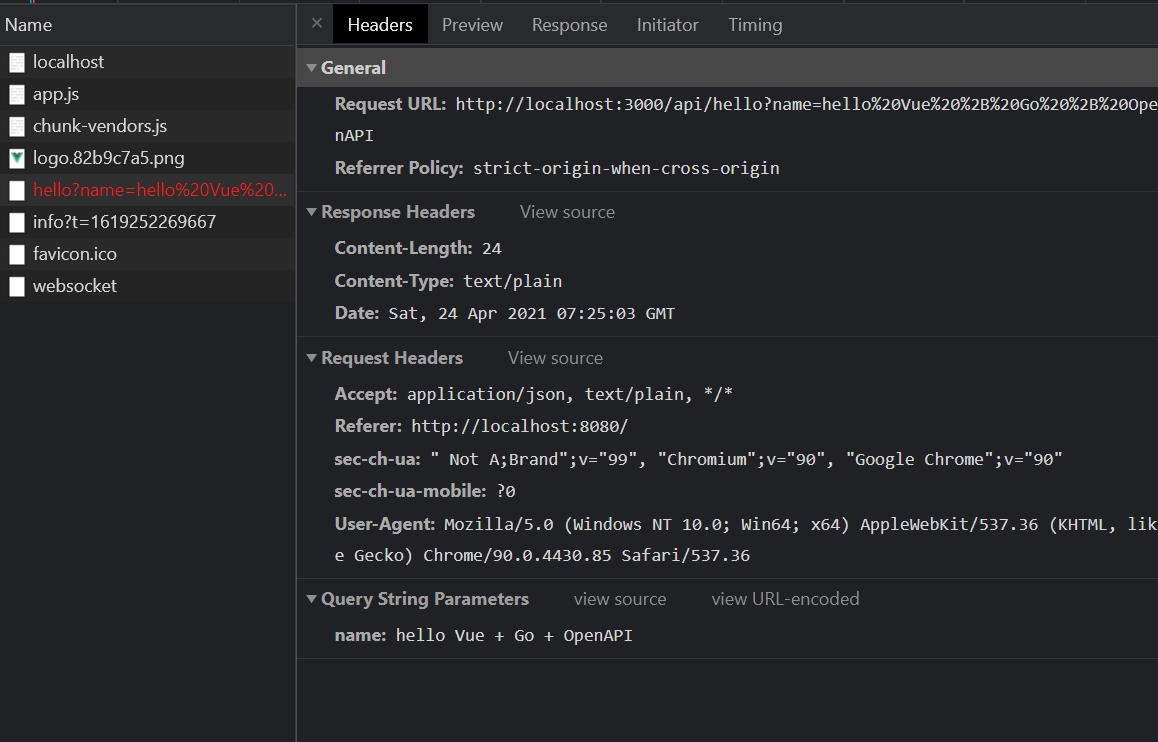 Name
localhost
app.js
chunk-vendors.js
logo.82b9c7a5.png
hello?name=hello%20Vue%20...
info?t=1619252269667
favicon.ico
websocket
× Headers Preview Response Initiator Timing
General
Request URL: http://localhost:3000/api/hello?name=hello%20Vue%20%2B%20Go%20%2B%20Ope
nAPI
Referrer Policy: strict-origin-when-cross-origin
Response Headers View source
Content-Length: 24
Content-Type: text/plain
Date: Sat, 24 Apr 2021 07:25:03 GMT
Request Headers View source
Accept: application/json, text/plain, */*
Referer: http://localhost:8080/
sec-ch-ua: " Not A;Brand";v="99", "Chromium";v="90", "Google Chrome";v="90"
sec-ch-ua-mobile: ?0
User-Agent: Mozilla/5.0 (Windows NT 10.0; Win64; x64) AppleWebKit/537.36 (KHTML, lik
e Gecko) Chrome/90.0.4430.85 Safari/537.36
Query String Parameters view source view URL-encoded
name: hello Vue + Go + OpenAPI